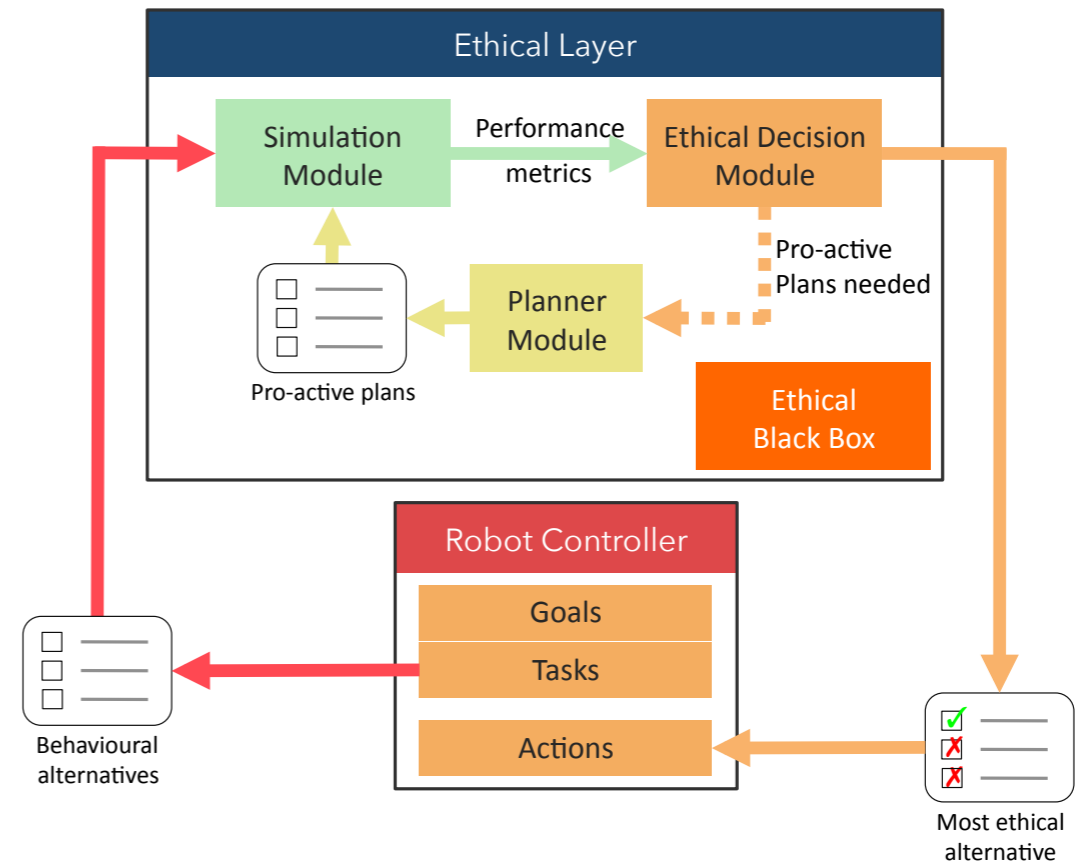 Ethical Layer
Simulation
Module
Performance
metrics
Ethical Decision
Module
Pro-active
Plans needed
Planner
Module
Pro-active plans
Ethical
Black Box
Robot Controller
Goals
Tasks
Actions
Behavioural
alternatives
Most ethical
alternative